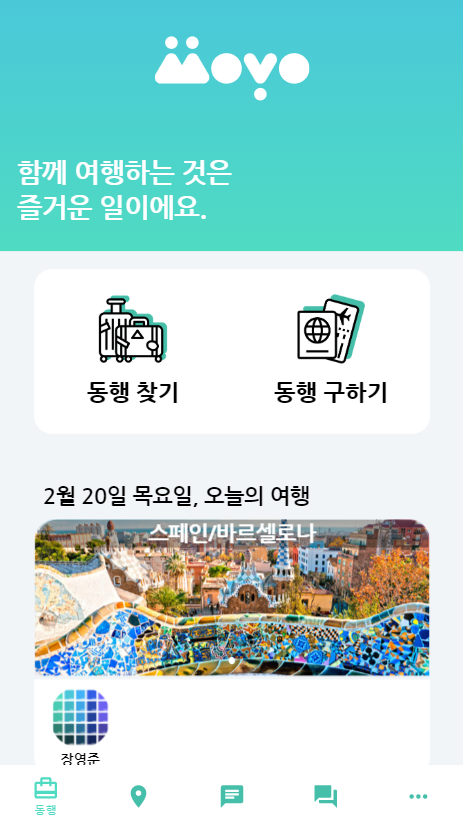 Moyo
함께 여행하는 것은
즐거운 일이에요.
동행 찾기
동행 구하기
2월 20일 목요일, 오늘의 여행
스페인/바르셀로나
장영준
동행